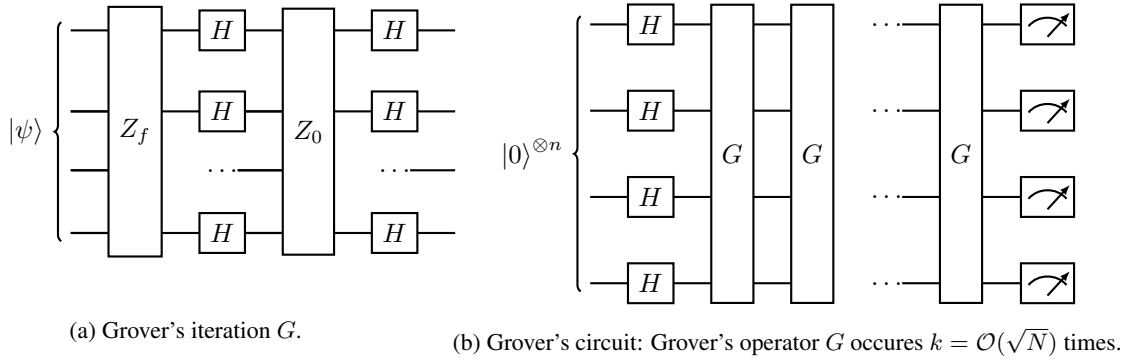 |ψ⟩ Z_f H Z_0 H
H H
... ...
H H
(a) Grover's iteration G.
|0⟩^{⊗n} H G G ... G
H ...
H ...
H ...
(b) Grover's circuit: Grover's operator G occures k = O(√N) times.